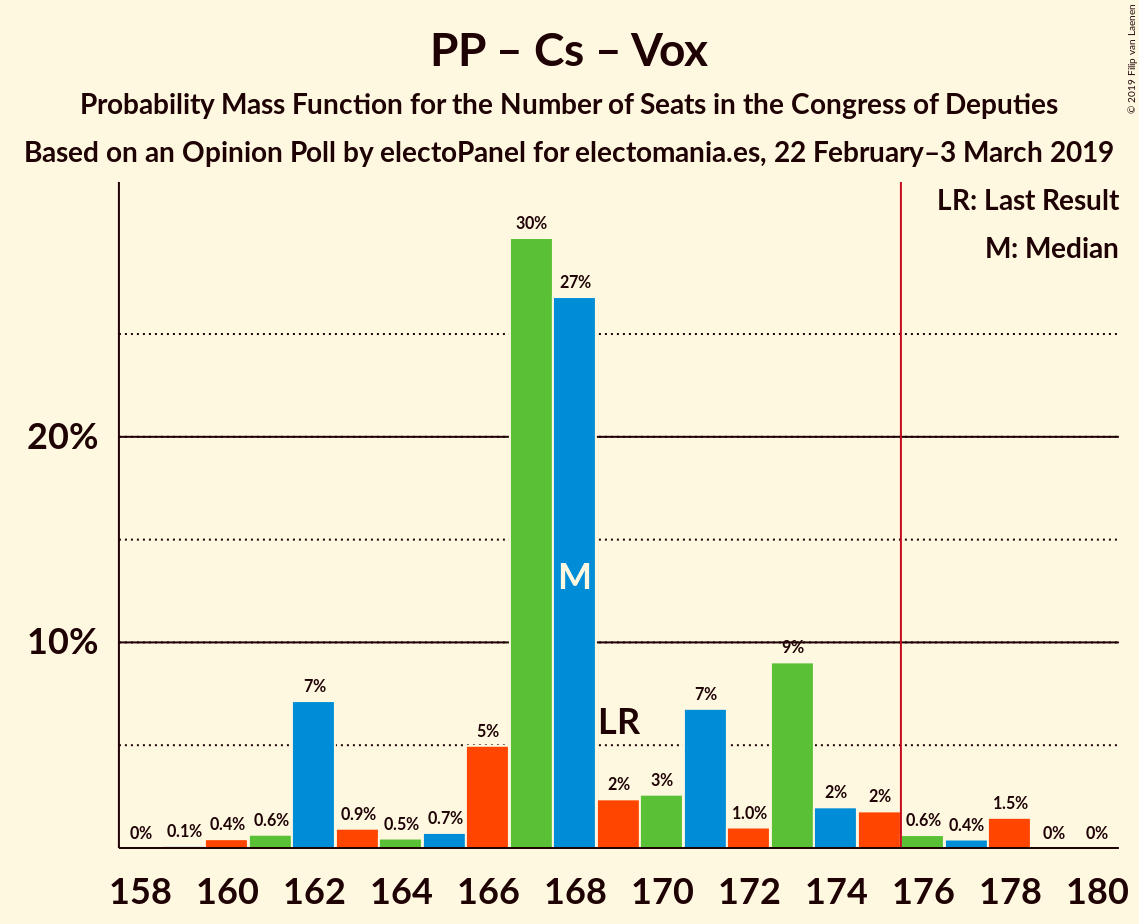 PP – Cs – Vox
Probability Mass Function for the Number of Seats in the Congress of Deputies
Based on an Opinion Poll by electoPanel for electomania.es, 22 February–3 March 2019
© 2019 Filip van Laenen
LR: Last Result
M: Median
30%
27%
20%
M
10%
9%
7%
7%
LR
5%
2%
3%
2%
2%
0%
0.1%
0.4%
0.6%
0.9%
0.5%
0.7%
1.0%
0.6%
0.4%
1.5%
0%
0%
158 160 162 164 166 168 170 172 174 176 178 180